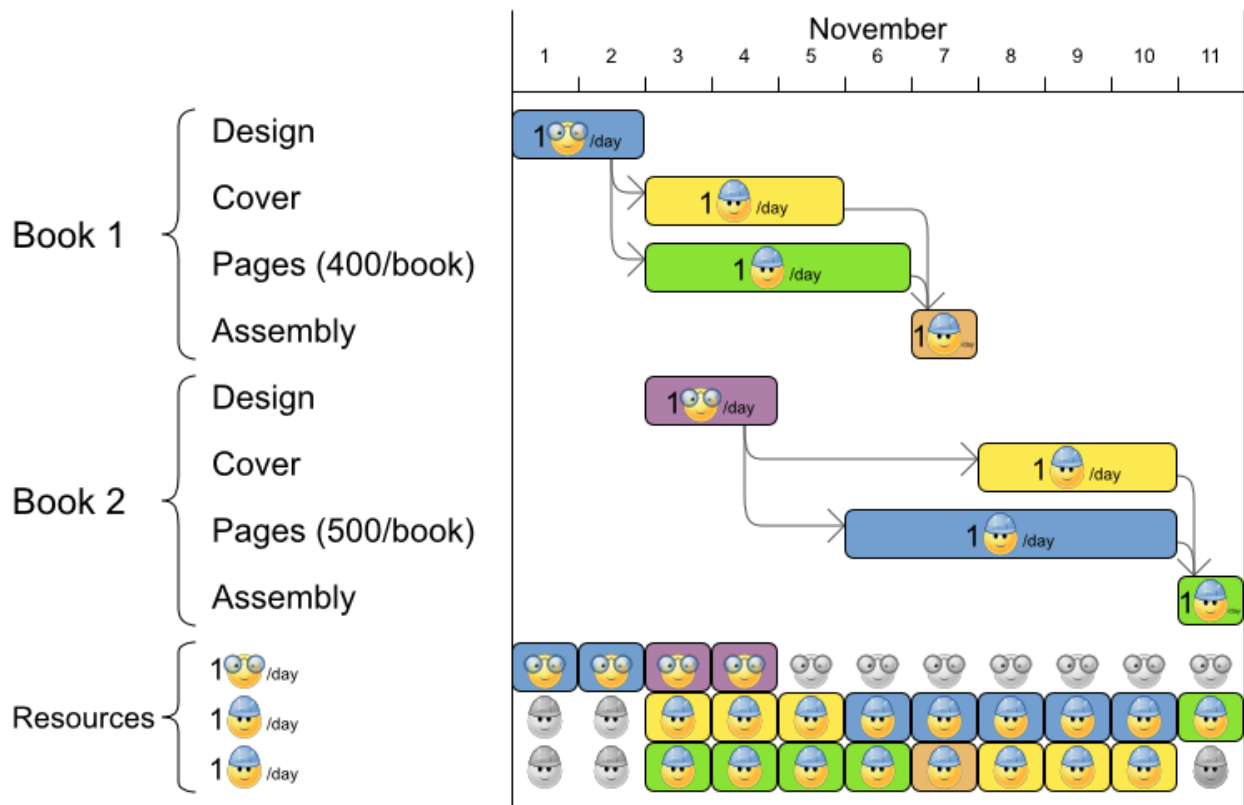 November
1 2 3 4 5 6 7 8 9 10 11
Book 1
Design
1 /day
Cover
1 /day
Pages (400/book)
1 /day
Assembly
1 /day
Book 2
Design
1 /day
Cover
1 /day
Pages (500/book)
1 /day
Assembly
1 /day
Resources
1 /day
1 /day
1 /day